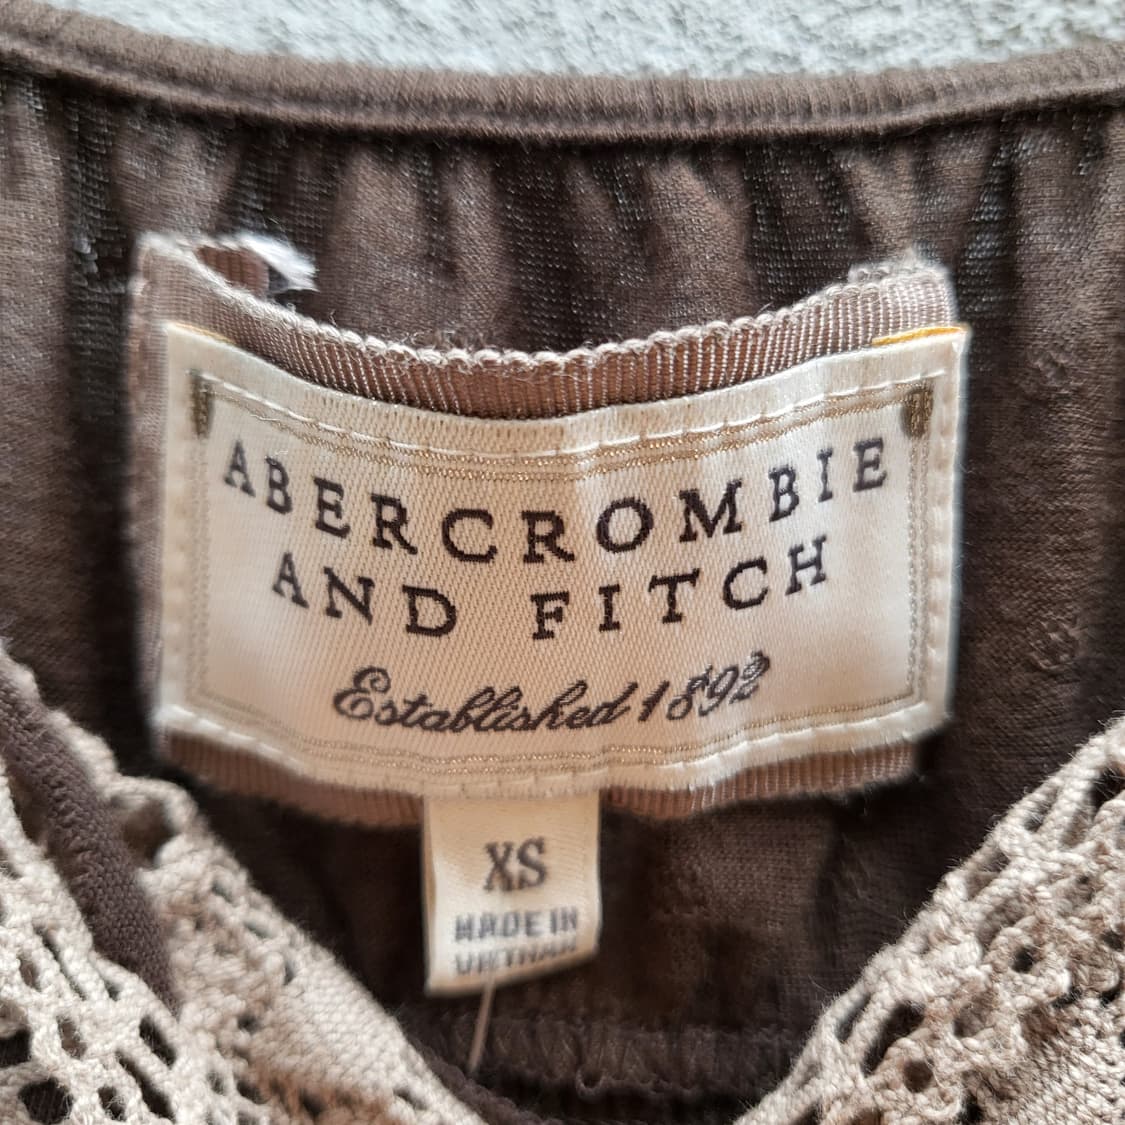 ABERCROMBIE
AND FITCH
Established 1892
XS
MADE IN
VIETNAM